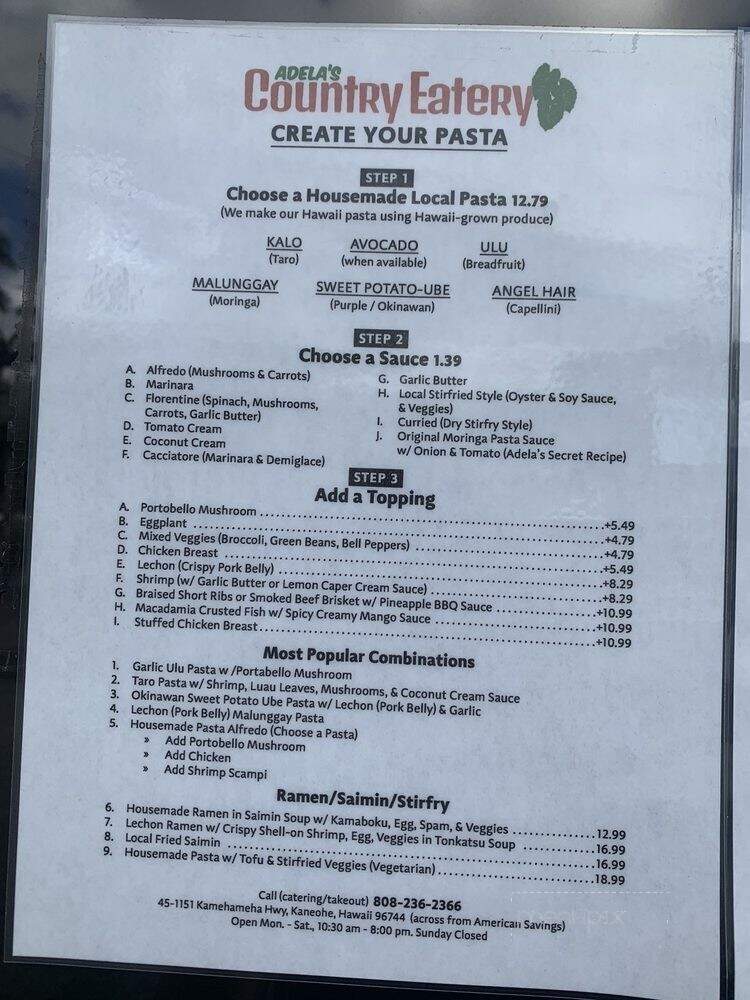 ADELA'S
Country Eatery
CREATE YOUR PASTA
STEP 1
Choose a Housemade Local Pasta 12.79
(We make our Hawaii pasta using Hawaii-grown produce)
KALO AVOCADO ULU
(Taro) (when available) (Breadfruit)
MALUNGGAY SWEET POTATO-UBE ANGEL HAIR
(Moringa) (Purple / Okinawan) (Capellini)
STEP 2
Choose a Sauce 1.39
A. Alfredo (Mushrooms & Carrots)
B. Marinara
C. Florentine (Spinach, Mushrooms,
Carrots, Garlic Butter)
D. Tomato Cream
E. Coconut Cream
F. Cacciatore (Marinara & Demiglace)
G. Garlic Butter
H. Local Stirfried Style (Oyster & Soy Sauce,
& Veggies)
I. Curried (Dry Stirfry Style)
J. Original Moringa Pasta Sauce
w/ Onion & Tomato (Adela's Secret Recipe)
STEP 3
Add a Topping
A. Portobello Mushroom ...+5.49
B. Eggplant ...+4.79
C. Mixed Veggies (Broccoli, Green Beans, Bell Peppers) ...+4.79
D. Chicken Breast ...+5.49
E. Lechon (Crispy Pork Belly) ...+8.29
F. Shrimp (w/ Garlic Butter or Lemon Caper Cream Sauce) ...+8.29
G. Braised Short Ribs or Smoked Beef Brisket w/ Pineapple BBQ Sauce ...+10.99
H. Macadamia Crusted Fish w/ Spicy Creamy Mango Sauce ...+10.99
I. Stuffed Chicken Breast ...+10.99
Most Popular Combinations
1. Garlic Ulu Pasta w /Portabello Mushroom
2. Taro Pasta w/ Shrimp, Luau Leaves, Mushrooms, & Coconut Cream Sauce
3. Okinawan Sweet Potato Ube Pasta w/ Lechon (Pork Belly) & Garlic
4. Lechon (Pork Belly) Malunggay Pasta
5. Housemade Pasta Alfredo (Choose a Pasta)
» Add Portobello Mushroom
» Add Chicken
» Add Shrimp Scampi
Ramen/Saimin/Stirfry
6. Housemade Ramen in Saimin Soup w/ Kamaboku, Egg, Spam, & Veggies ...12.99
7. Lechon Ramen w/ Crispy Shell-on Shrimp, Egg, Veggies in Tonkatsu Soup ...16.99
8. Local Fried Saimin ...16.99
9. Housemade Pasta w/ Tofu & Stirfried Veggies (Vegetarian) ...18.99
Call (catering/takeout) 808-236-2366
45-1151 Kamehameha Hwy, Kaneohe, Hawaii 96744 (across from American Savings)
Open Mon. - Sat., 10:30 am - 8:00 pm. Sunday Closed